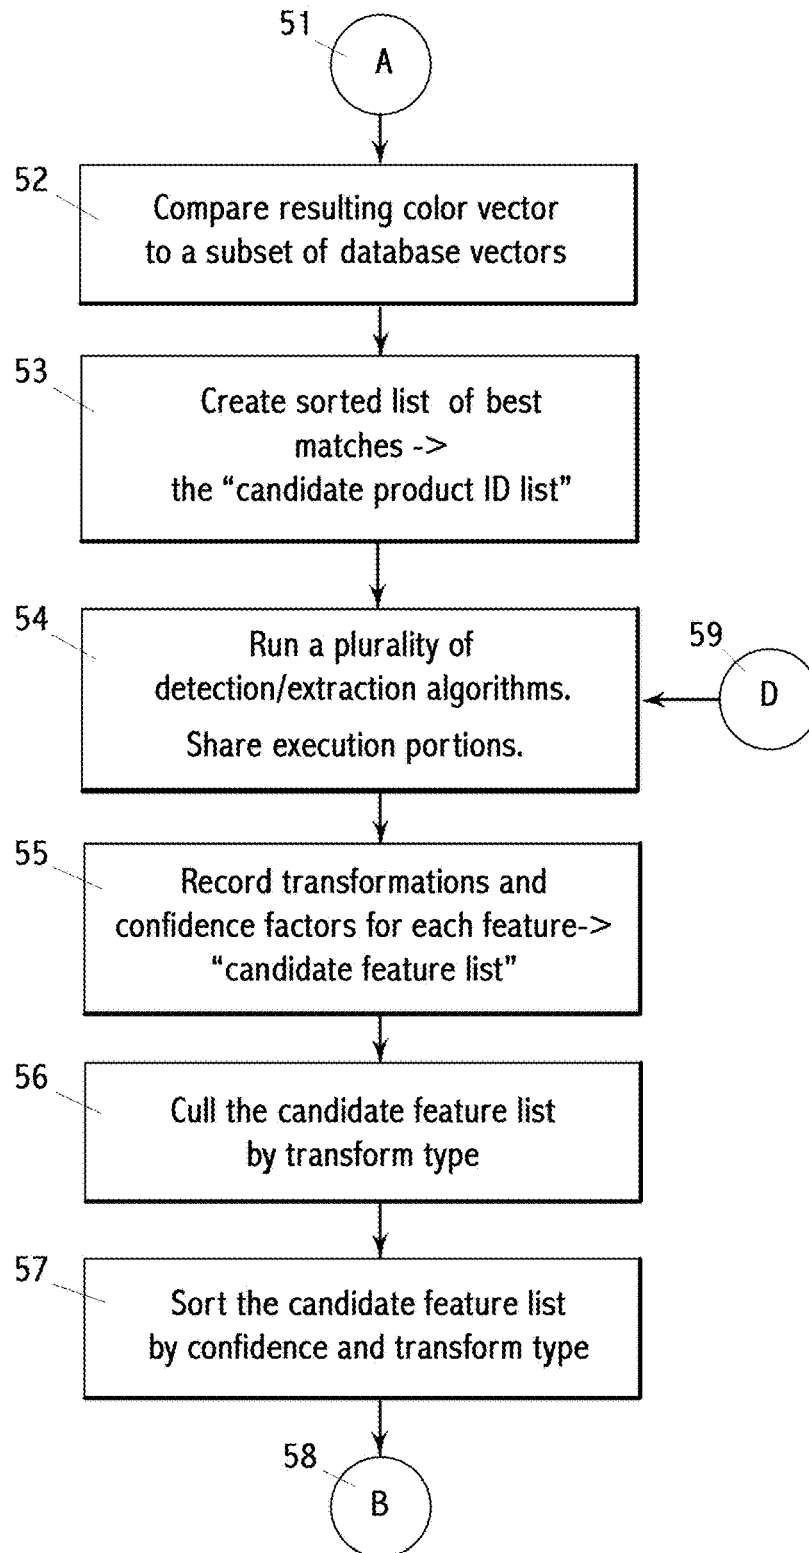 51
A
52
Compare resulting color vector
to a subset of database vectors
53
Create sorted list of best
matches ->
the “candidate product ID list”
54
Run a plurality of
detection/extraction algorithms.
Share execution portions.
59
D
55
Record transformations and
confidence factors for each feature->
“candidate feature list”
56
Cull the candidate feature list
by transform type
57
Sort the candidate feature list
by confidence and transform type
58
B